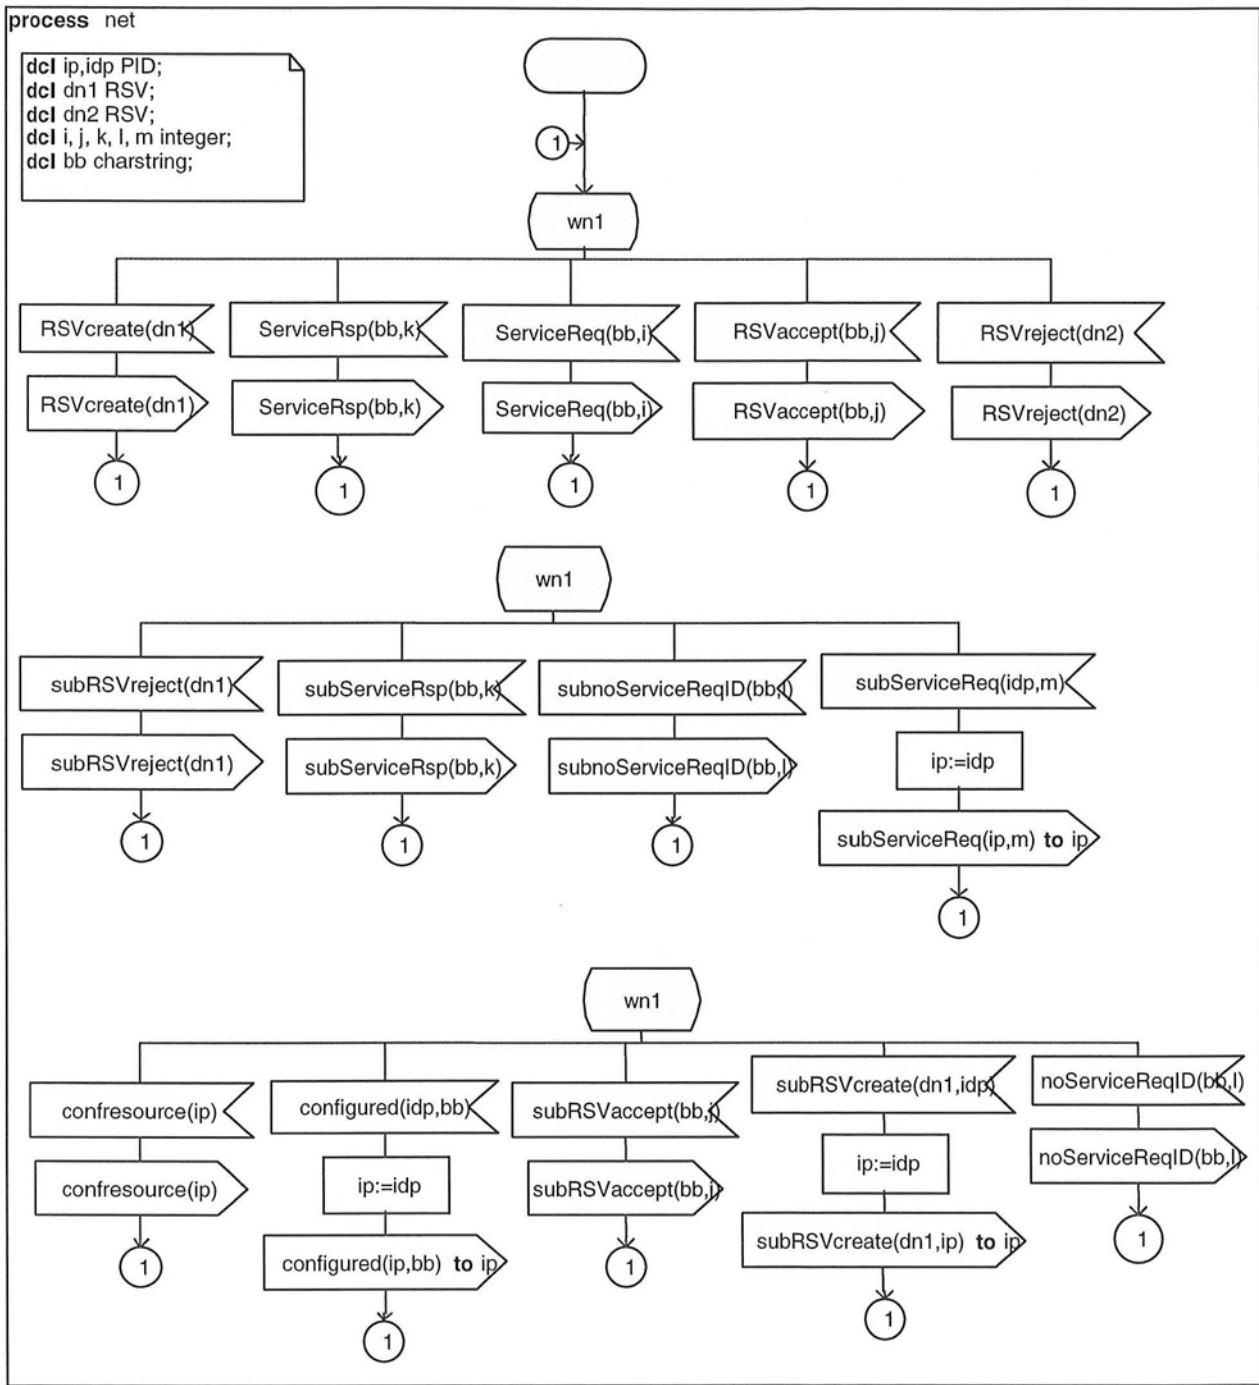 process net
dcl ip,idp PID;
dcl dn1 RSV;
dcl dn2 RSV;
dcl i, j, k, l, m integer;
dcl bb charstring;
1
wn1
RSVcreate(dn1)
ServiceRsp(bb,k)
ServiceReq(bb,i)
RSVaccept(bb,j)
RSVreject(dn2)
RSVcreate(dn1)
ServiceRsp(bb,k)
ServiceReq(bb,i)
RSVaccept(bb,j)
RSVreject(dn2)
1
1
1
1
1
wn1
subRSVreject(dn1)
subServiceRsp(bb,k)
subnoServiceReqID(bb,l)
subServiceReq(idp,m)
subRSVreject(dn1)
subServiceRsp(bb,k)
subnoServiceReqID(bb,l)
ip:=idp
1
1
1
subServiceReq(ip,m) to ip
1
wn1
confresource(ip)
configured(idp,bb)
subRSVaccept(bb,j)
subRSVcreate(dn1,idp)
noServiceReqID(bb,l)
confresource(ip)
ip:=idp
subRSVaccept(bb,j)
ip:=idp
noServiceReqID(bb,l)
1
configured(ip,bb) to ip
1
subRSVcreate(dn1,ip) to ip
1
1
1